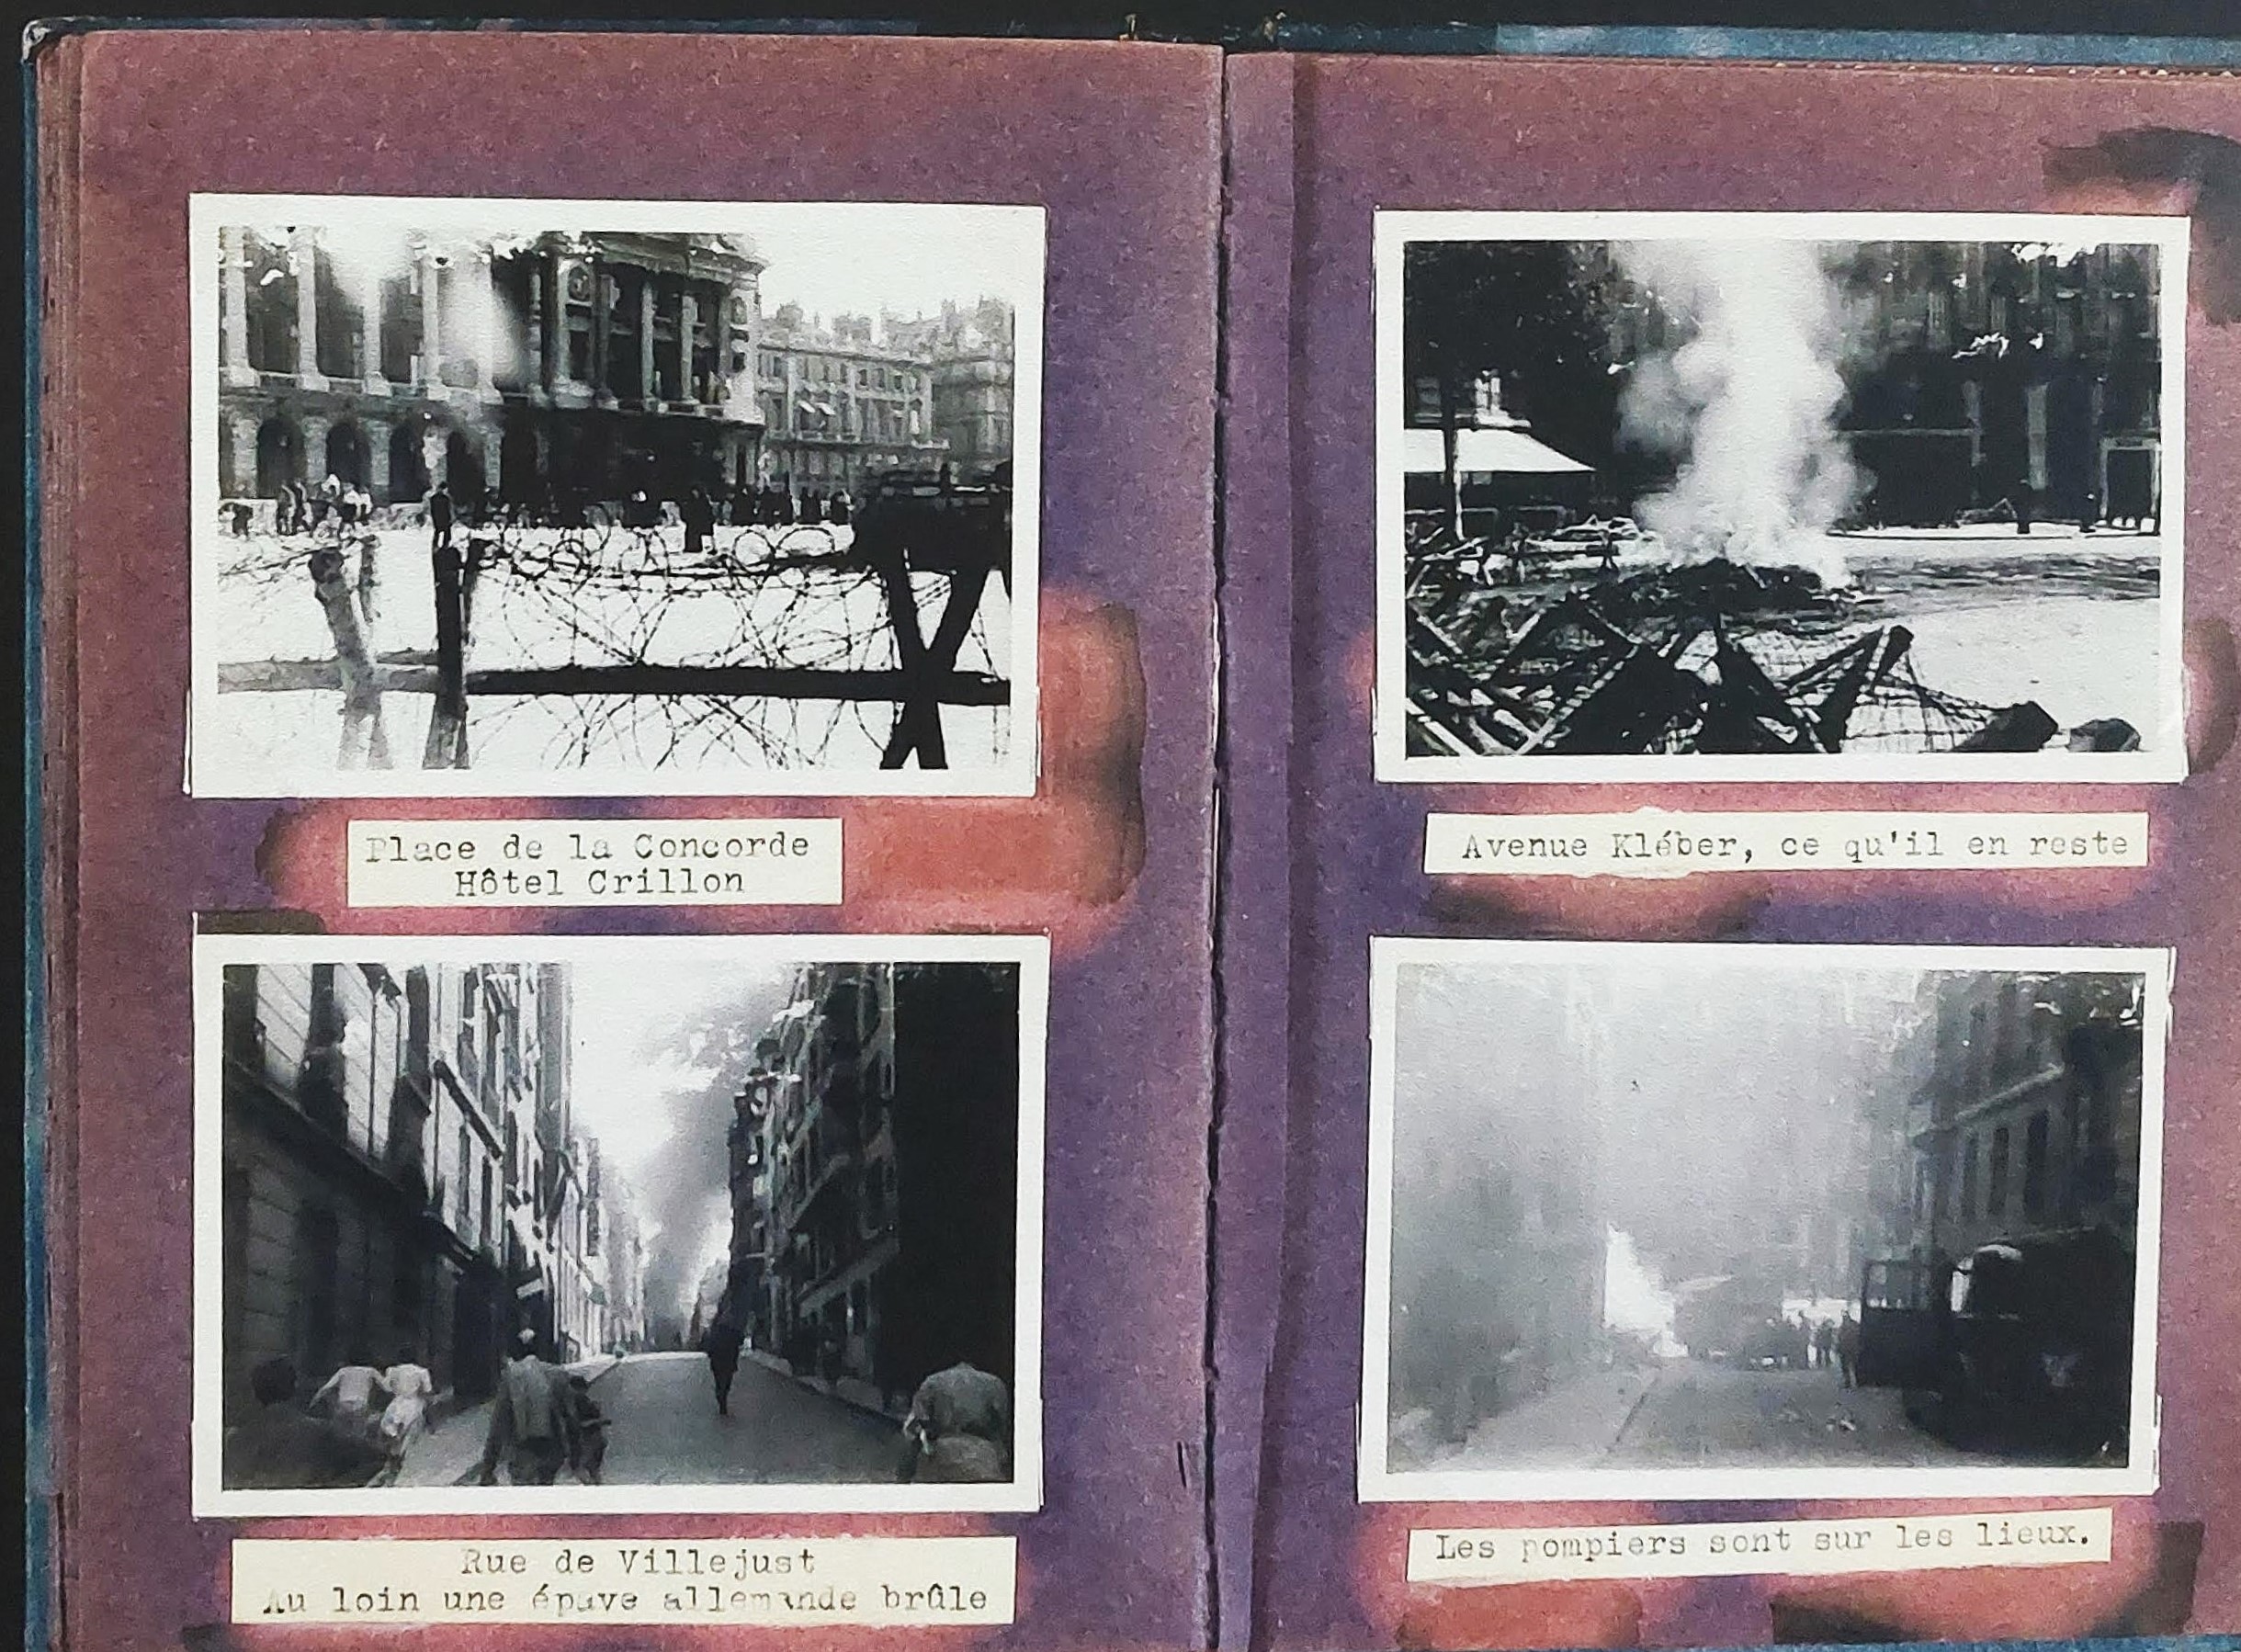 Place de la Concorde
Hôtel Crillon
Rue de Villejust
Au loin une épave allemande brûle
Avenue Kléber, ce qu'il en reste
Les pompiers sont sur les lieux.